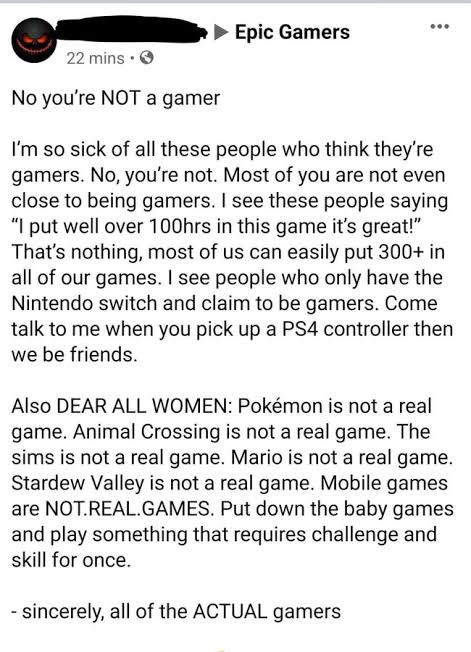 Epic Gamers
22 mins •
No you’re NOT a gamer
I’m so sick of all these people who think they’re
gamers. No, you’re not. Most of you are not even
close to being gamers. I see these people saying
“I put well over 100hrs in this game it’s great!”
That’s nothing, most of us can easily put 300+ in
all of our games. I see people who only have the
Nintendo switch and claim to be gamers. Come
talk to me when you pick up a PS4 controller then
we be friends.
Also DEAR ALL WOMEN: Pokémon is not a real
game. Animal Crossing is not a real game. The
sims is not a real game. Mario is not a real game.
Stardew Valley is not a real game. Mobile games
are NOT.REAL.GAMES. Put down the baby games
and play something that requires challenge and
skill for once.
- sincerely, all of the ACTUAL gamers